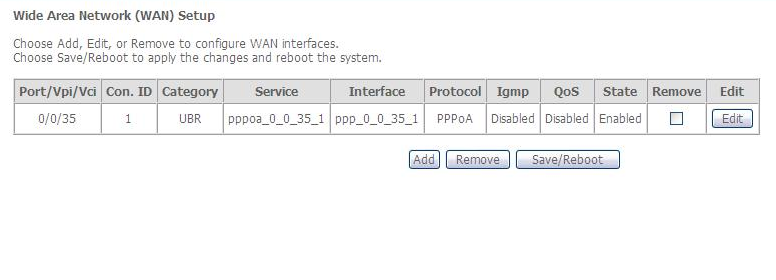 Wide Area Network (WAN) Setup
Choose Add, Edit, or Remove to configure WAN interfaces.
Choose Save/Reboot to apply the changes and reboot the system.
Port/Vpi/Vci Con. ID Category Service Interface Protocol Igmp QoS State Remove Edit
0/0/35 1 UBR pppoa_0_0_35_1 ppp_0_0_35_1 PPPoA Disabled Disabled Enabled Edit
Add Remove Save/Reboot